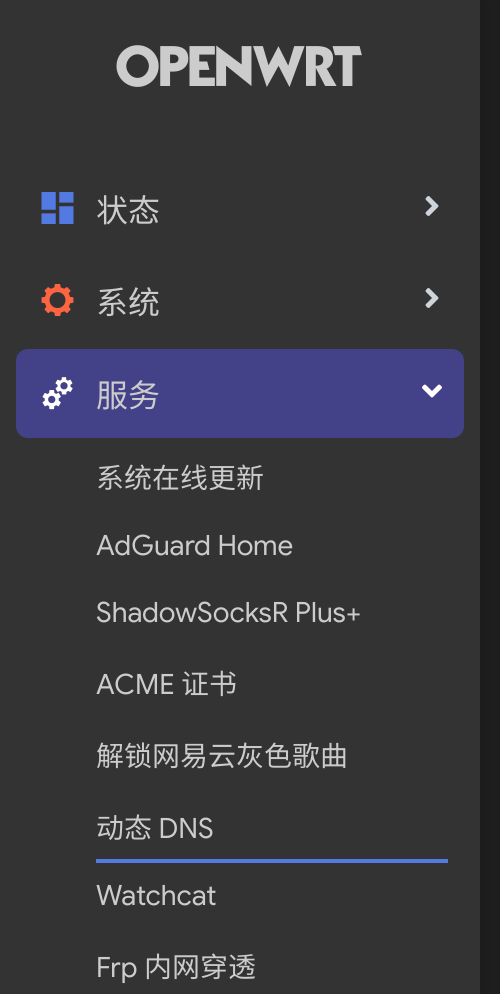 OPENWRT
状态
系统
服务
系统在线更新
AdGuard Home
ShadowSocksR Plus+
ACME 证书
解锁网易云灰色歌曲
动态 DNS
Watchcat
Frp 内网穿透